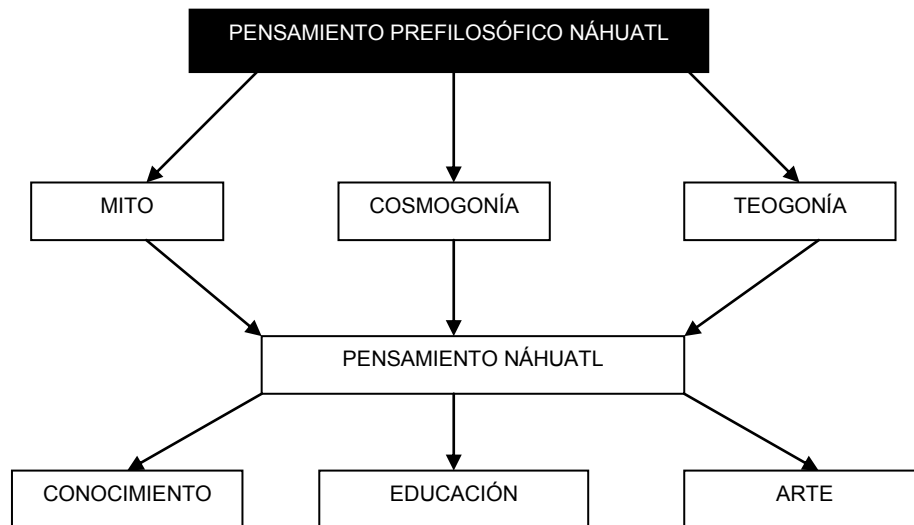 PENSAMIENTO PREFILOSÓFICO NÁHUATL
MITO
COSMOGONÍA
TEOGONÍA
PENSAMIENTO NÁHUATL
CONOCIMIENTO
EDUCACIÓN
ARTE